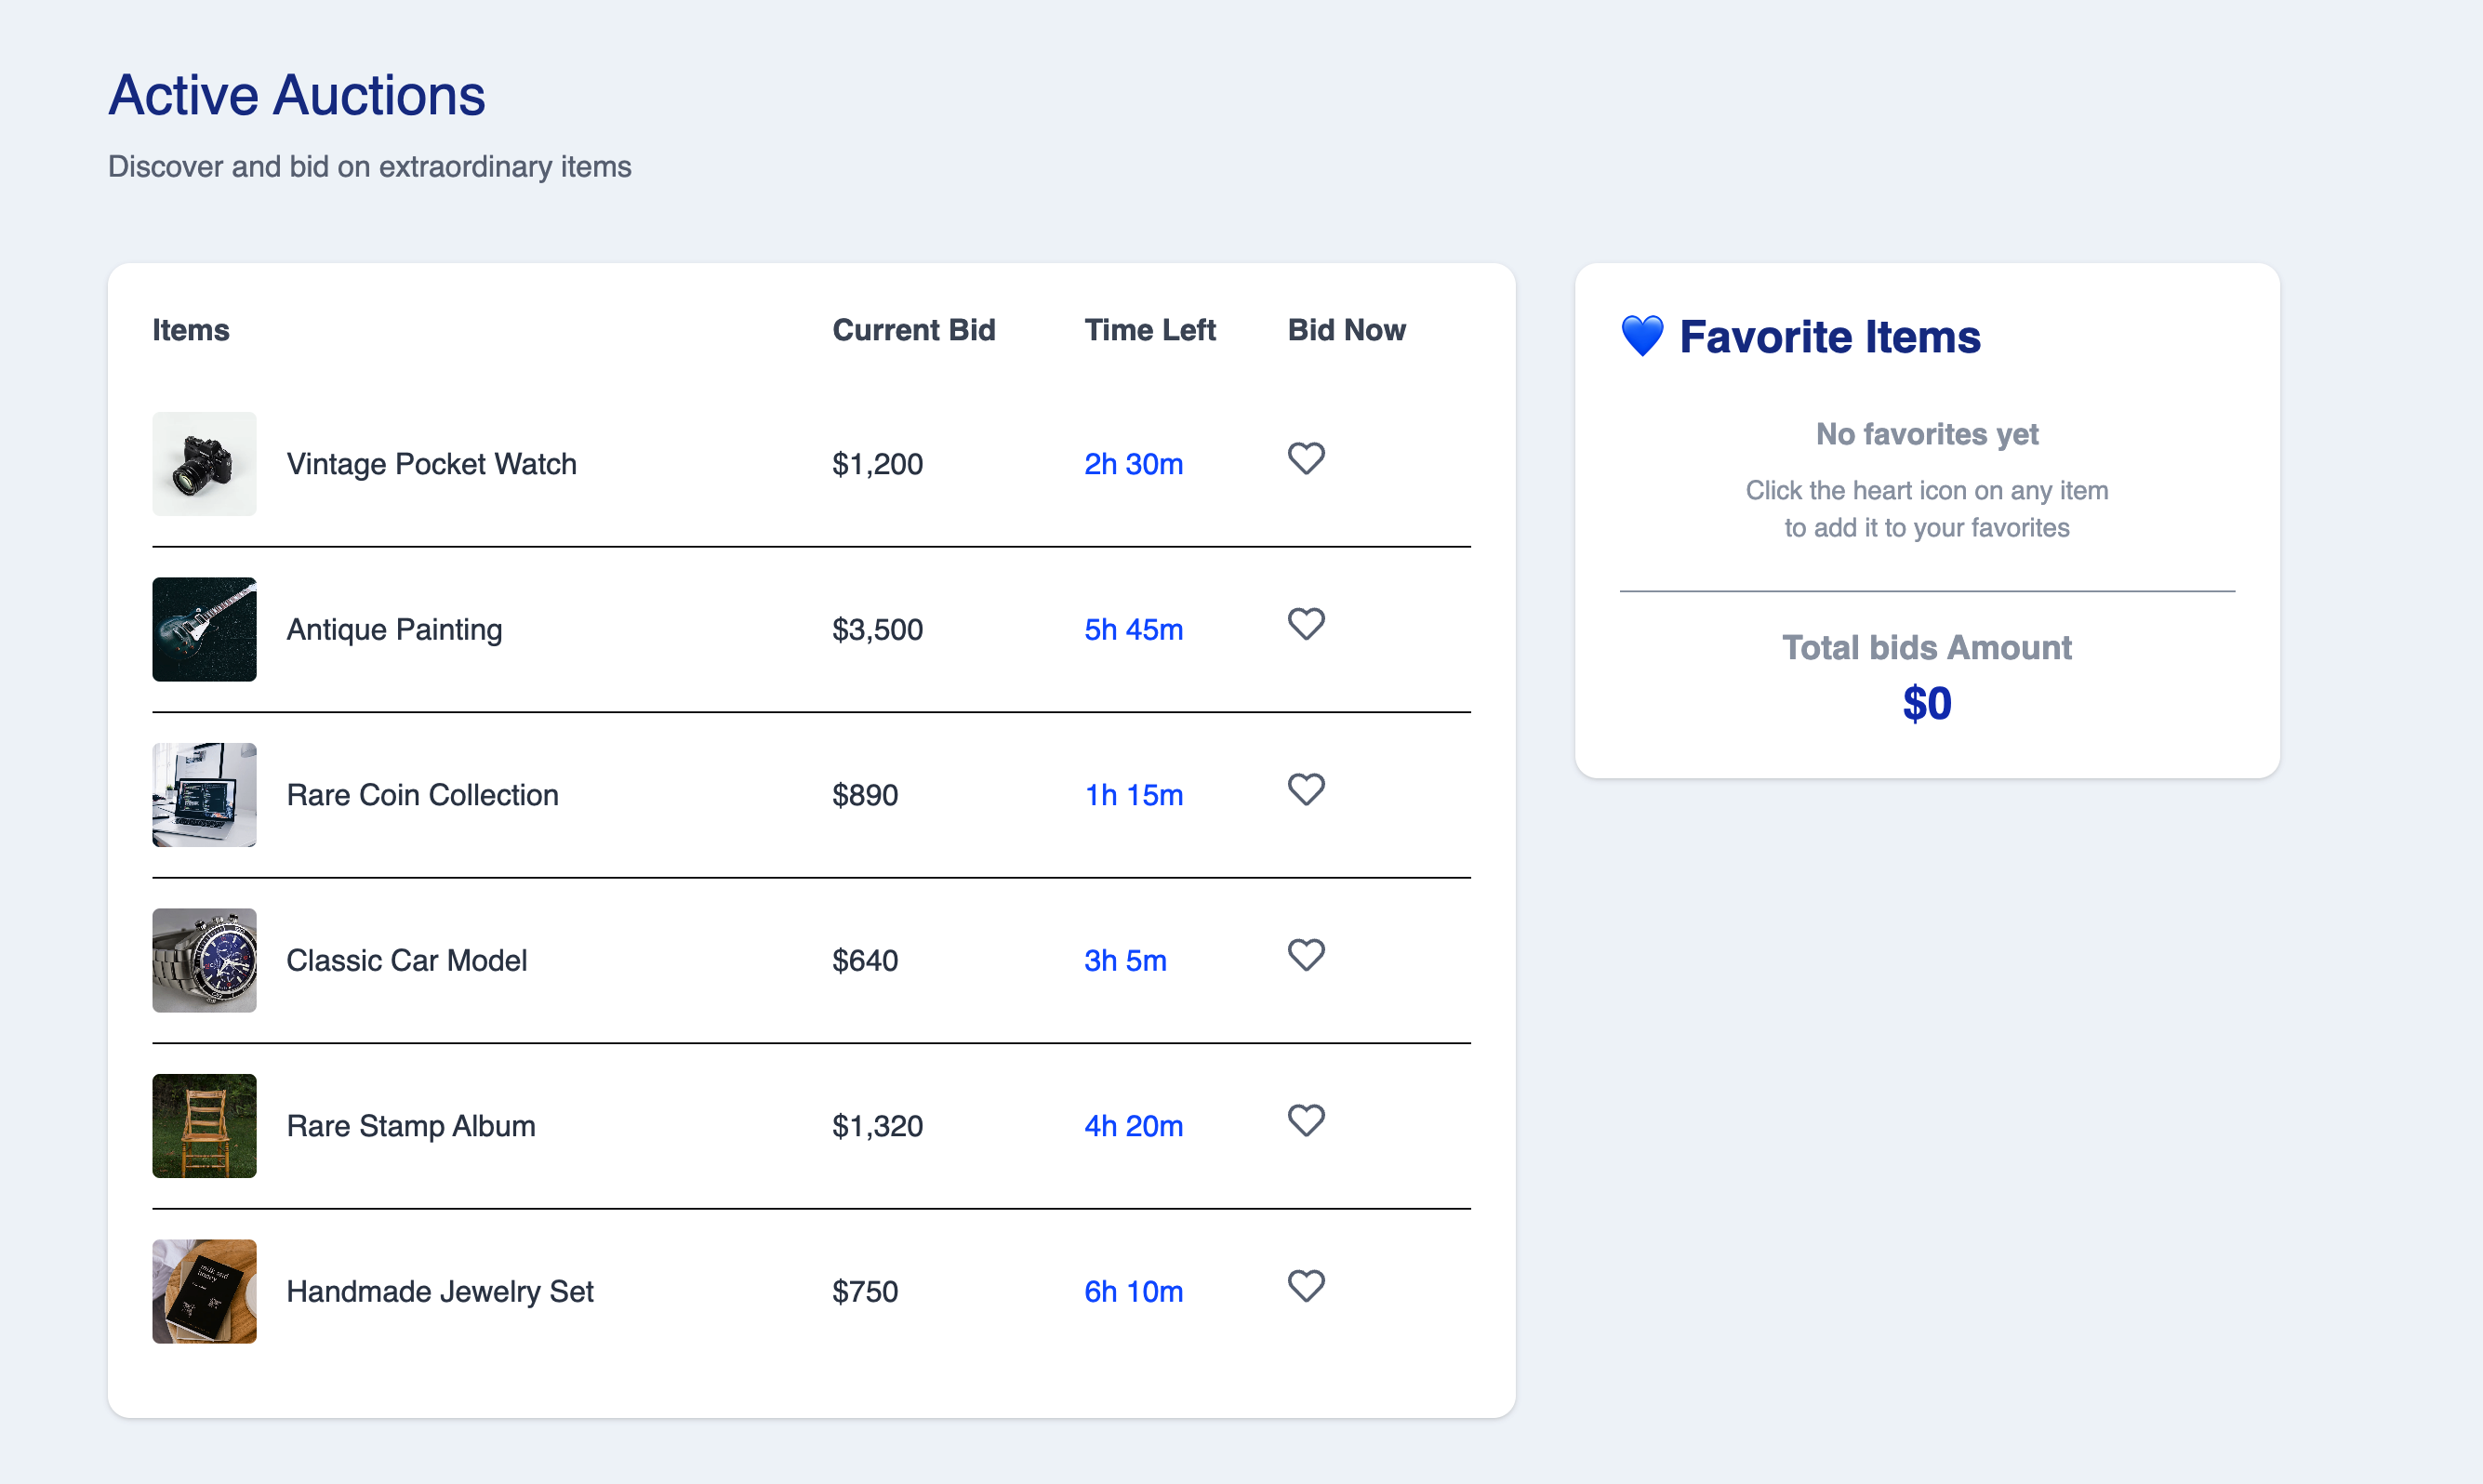 Active Auctions
Discover and bid on extraordinary items
Items Current Bid Time Left Bid Now
Vintage Pocket Watch $1,200 2h 30m
Antique Painting $3,500 5h 45m
Rare Coin Collection $890 1h 15m
Classic Car Model $640 3h 5m
Rare Stamp Album $1,320 4h 20m
Handmade Jewelry Set $750 6h 10m
milk and
honey
Favorite Items
No favorites yet
Click the heart icon on any item
to add it to your favorites
Total bids Amount
$0